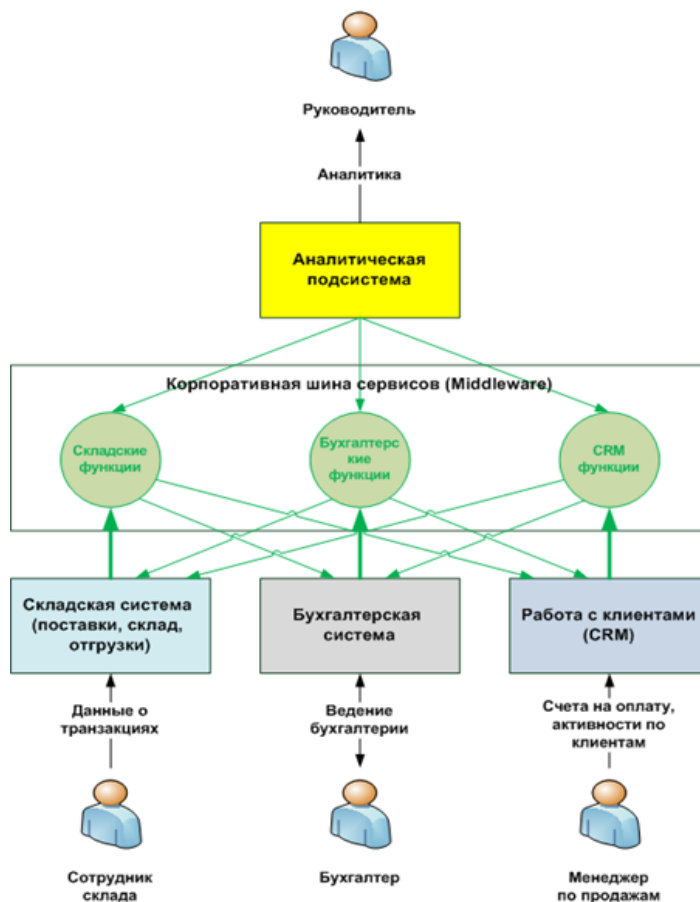 Руководитель
Аналитика
Аналитическая
подсистема
Корпоративная шина сервисов (Middleware)
Складские
функции
Бухгалтерс
кие
функции
CRM
функции
Складская система
(поставки, склад,
отгрузки)
Бухгалтерская
система
Работа с клиентами
(CRM)
Данные о
транзакциях
Ведение
бухгалтерии
Счета на оплату,
активности по
клиентам
Сотрудник
склада
Бухгалтер
Менеджер
по продажам